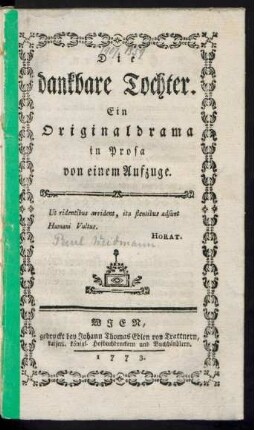 Die
dankbare Tochter.
Ein
Originaldrama
in Prosa
von einem Aufzuge.
Ut ridentibus arrident, ita flentibus adsunt
Humani Vultus.
HORAT.
Paul Weidmann
WIEN,
gedruckt bey Johann Thomas Edlen von Trattnern,
kaiserl. königl. Hofbuchdruckern und Buchhändlern.
1773.